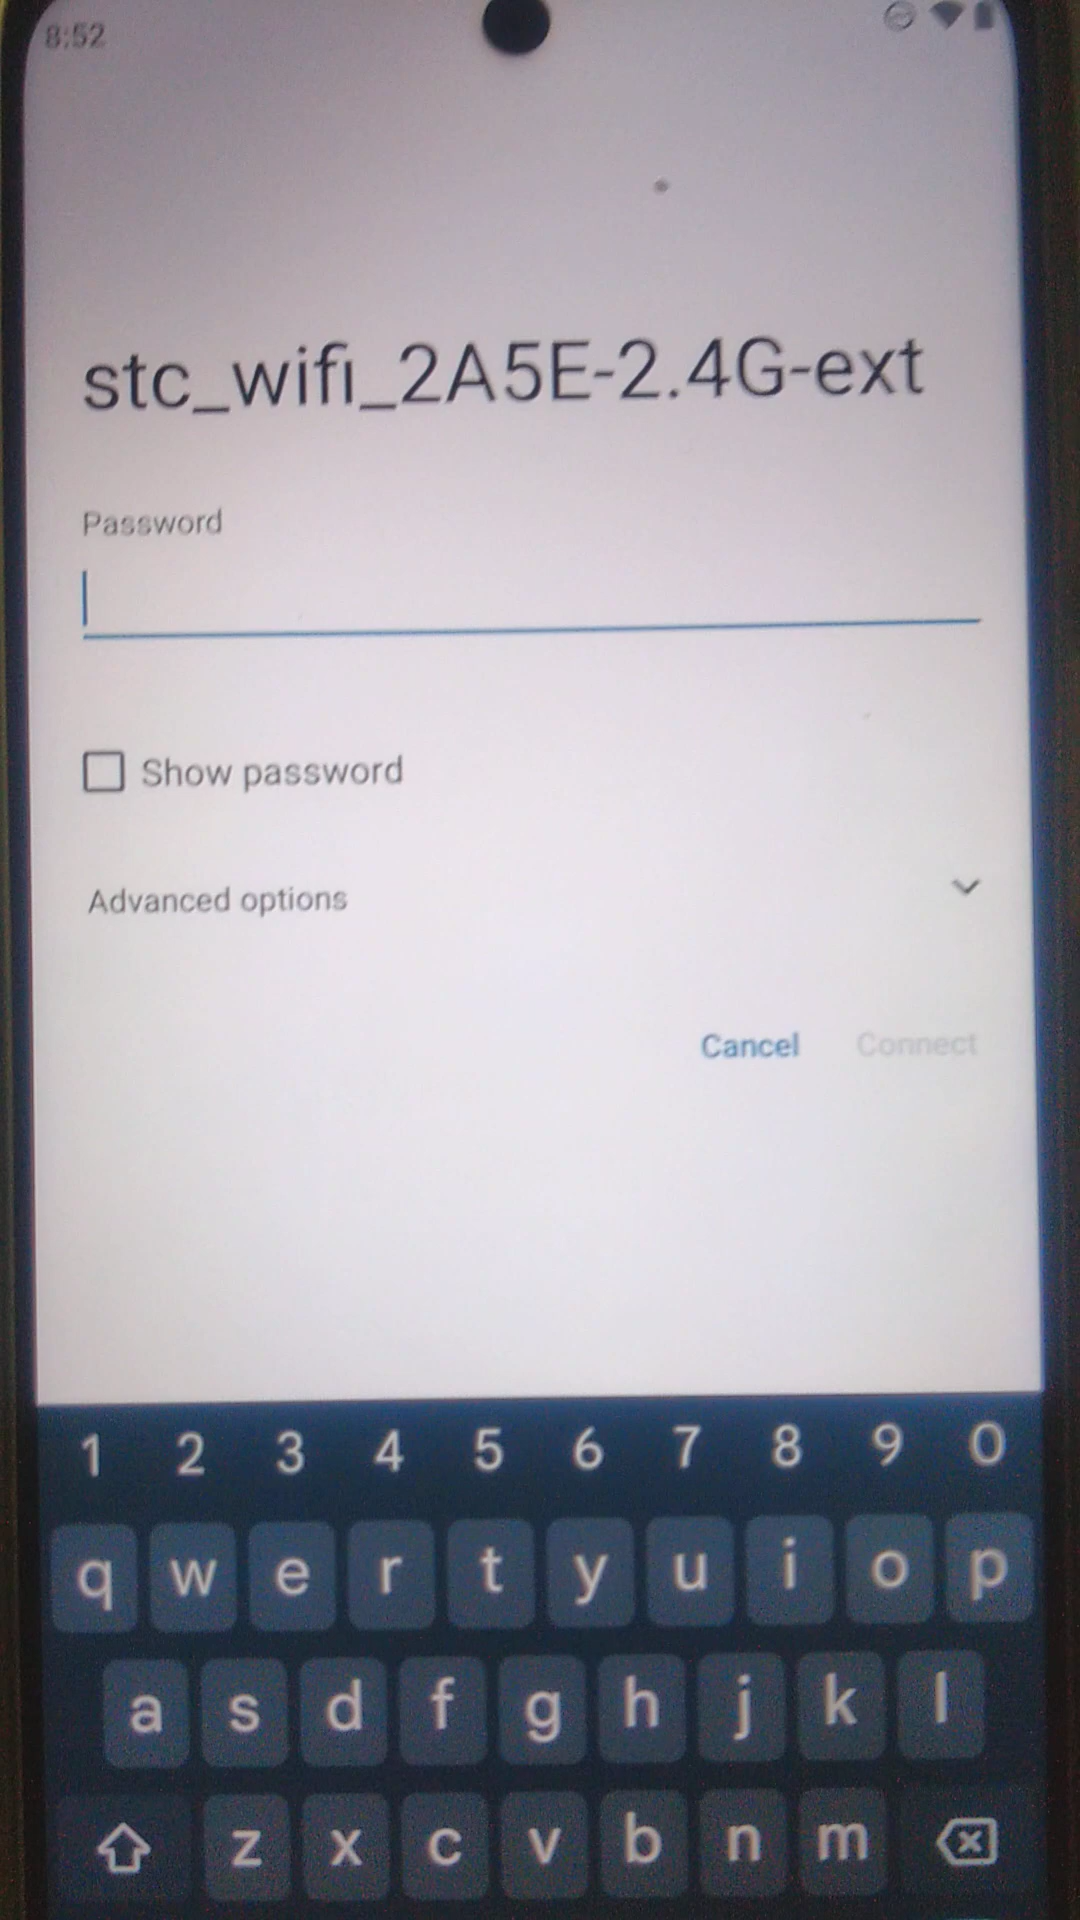 8:52
stc_wifi_2A5E-2.4G-ext
Password
Show password
Advanced options
Cancel Connect
1 2 3 4 5 6 7 8 9 0
q w e r t y u i o p
a s d f g h j k l
z x c v b n m